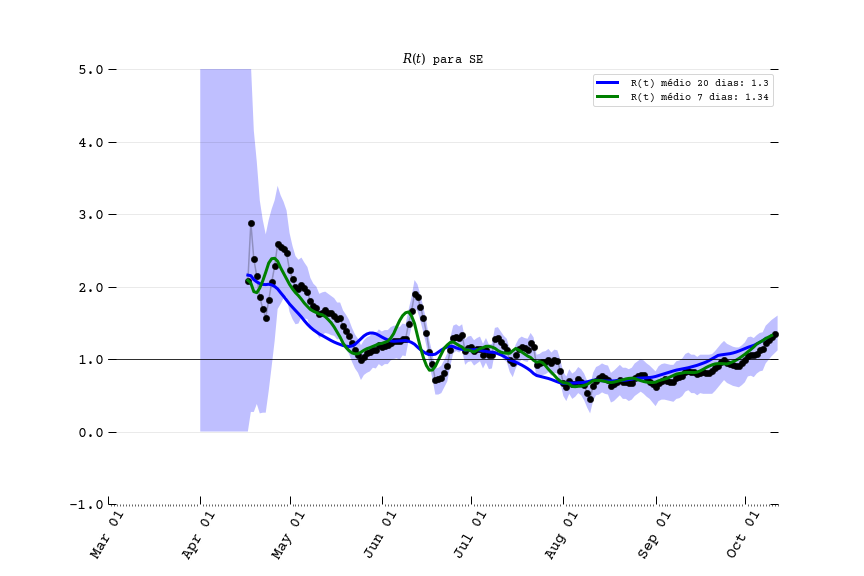 R(t) para SE
5.0
R(t) médio 20 dias: 1.3
R(t) médio 7 dias: 1.34
4.0
3.0
2.0
1.0
0.0
-1.0
Mar 01
Apr 01
May 01
Jun 01
Jul 01
Aug 01
Sep 01
Oct 01